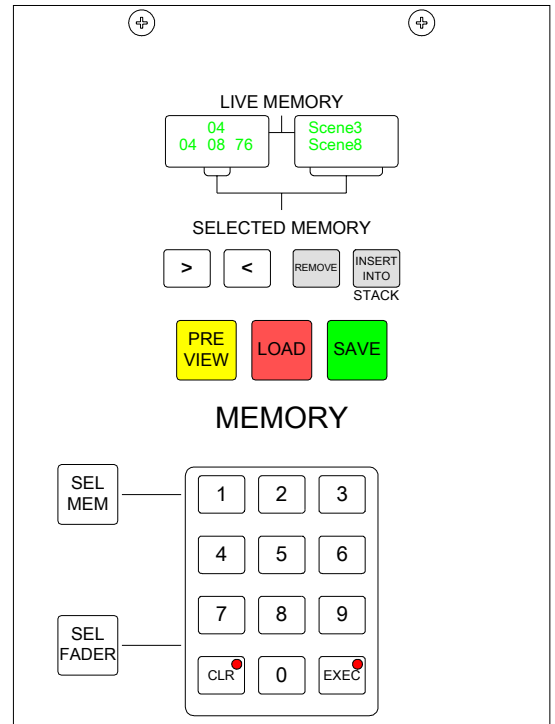 LIVE MEMORY
04
04 08 76
Scene3
Scene8
SELECTED MEMORY
>
<
REMOVE
INSERT
INTO
STACK
PRE
VIEW
LOAD
SAVE
MEMORY
SEL
MEM
1
2
3
4
5
6
7
8
9
SEL
FADER
CLR
0
EXEC